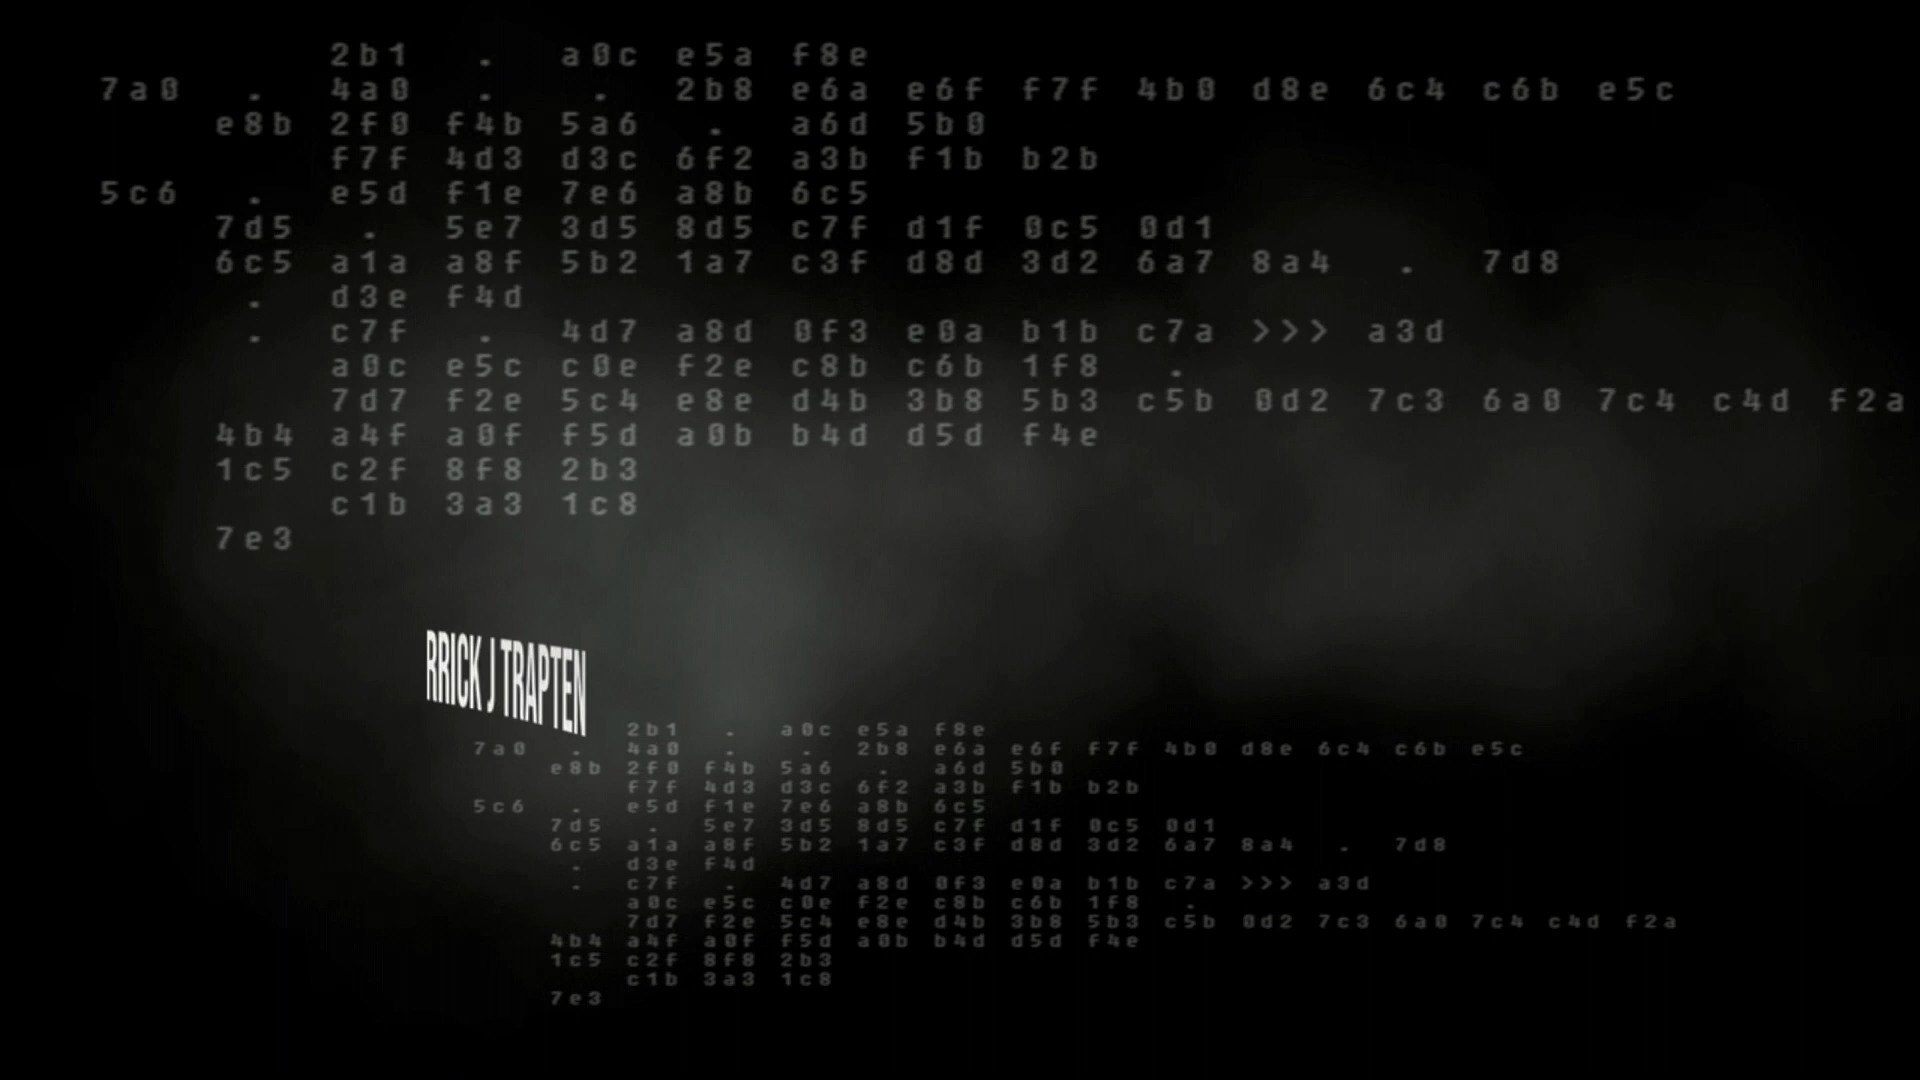 2b1 . a0c e5a f8e
7a0 . 4a0 . . 2b8 e6a e6f f7f 4b0 d8e 6c4 c6b e5c
e8b 2f0 f4b 5a6 . a6d 5b0
f7f 4d3 d3c 6f2 a3b f1b b2b
5c6 . e5d f1e 7e6 a8b 6c5
7d5 . 5e7 3d5 8d5 c7f d1f 0c5 0d1
6c5 a1a a8f 5b2 1a7 c3f d8d 3d2 6a7 8a4 . 7d8
. d3e f4d
. c7f . 4d7 a8d 0f3 e0a b1b c7a >>> a3d
a0c e5c c0e f2e c8b c6b 1f8 .
7d7 f2e 5c4 e8e d4b 3b8 5b3 c5b 0d2 7c3 6a0 7c4 c4d f2a
4b4 a4f a0f f5d a0b b4d d5d f4e
1c5 c2f 8f8 2b3
c1b 3a3 1c8
7e3
RRICK J TRAPTEN
2b1 . a0c e5a f8e
7a0 . 4a0 . . 2b8 e6a e6f f7f 4b0 d8e 6c4 c6b e5c
e8b 2f0 f4b 5a6 . a6d 5b0
f7f 4d3 d3c 6f2 a3b f1b b2b
5c6 . e5d f1e 7e6 a8b 6c5
7d5 . 5e7 3d5 8d5 c7f d1f 0c5 0d1
6c5 a1a a8f 5b2 1a7 c3f d8d 3d2 6a7 8a4 . 7d8
. d3e f4d
. c7f . 4d7 a8d 0f3 e0a b1b c7a >>> a3d
a0c e5c c0e f2e c8b c6b 1f8 .
7d7 f2e 5c4 e8e d4b 3b8 5b3 c5b 0d2 7c3 6a0 7c4 c4d f2a
4b4 a4f a0f f5d a0b b4d d5d f4e
1c5 c2f 8f8 2b3
c1b 3a3 1c8
7e3